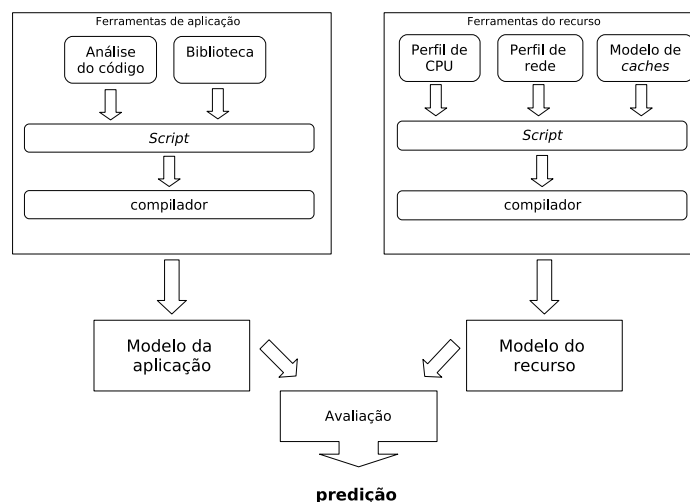 Ferramentas de aplicação
Análise
do código
Biblioteca
Script
compilador
Ferramentas do recurso
Perfil de
CPU
Perfil de
rede
Modelo de
caches
Script
compilador
Modelo da
aplicação
Modelo do
recurso
Avaliação
predição